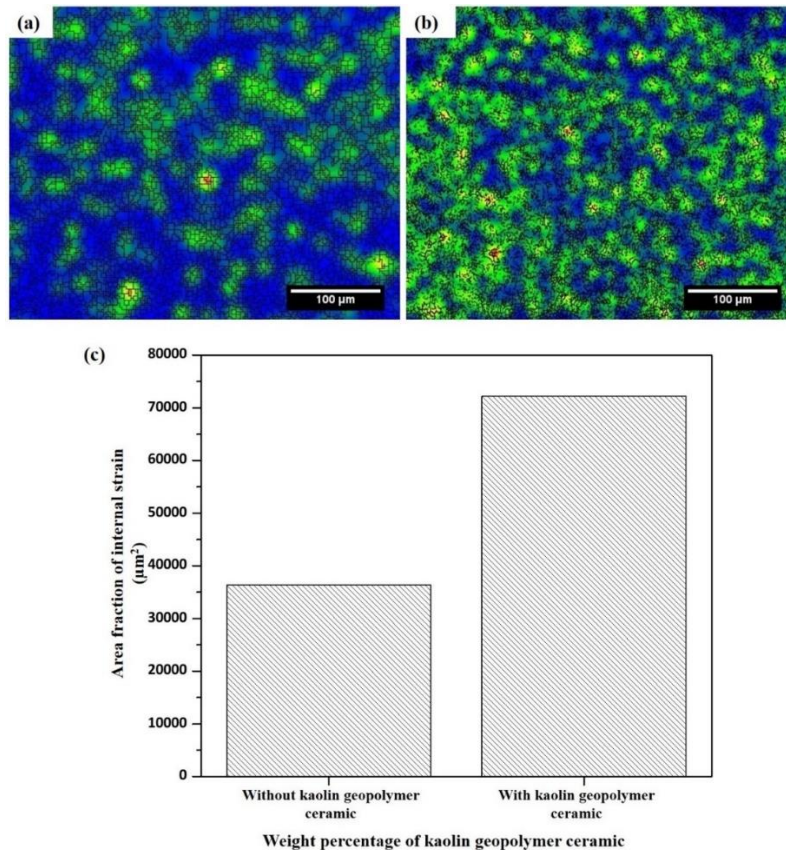 (a)
(b)
100 µm
100 µm
(c)
80000
70000
60000
50000
40000
30000
20000
10000
0
Area fraction of internal strain
(µm²)
Without kaolin geopolymer
ceramic
With kaolin geopolymer
ceramic
Weight percentage of kaolin geopolymer ceramic